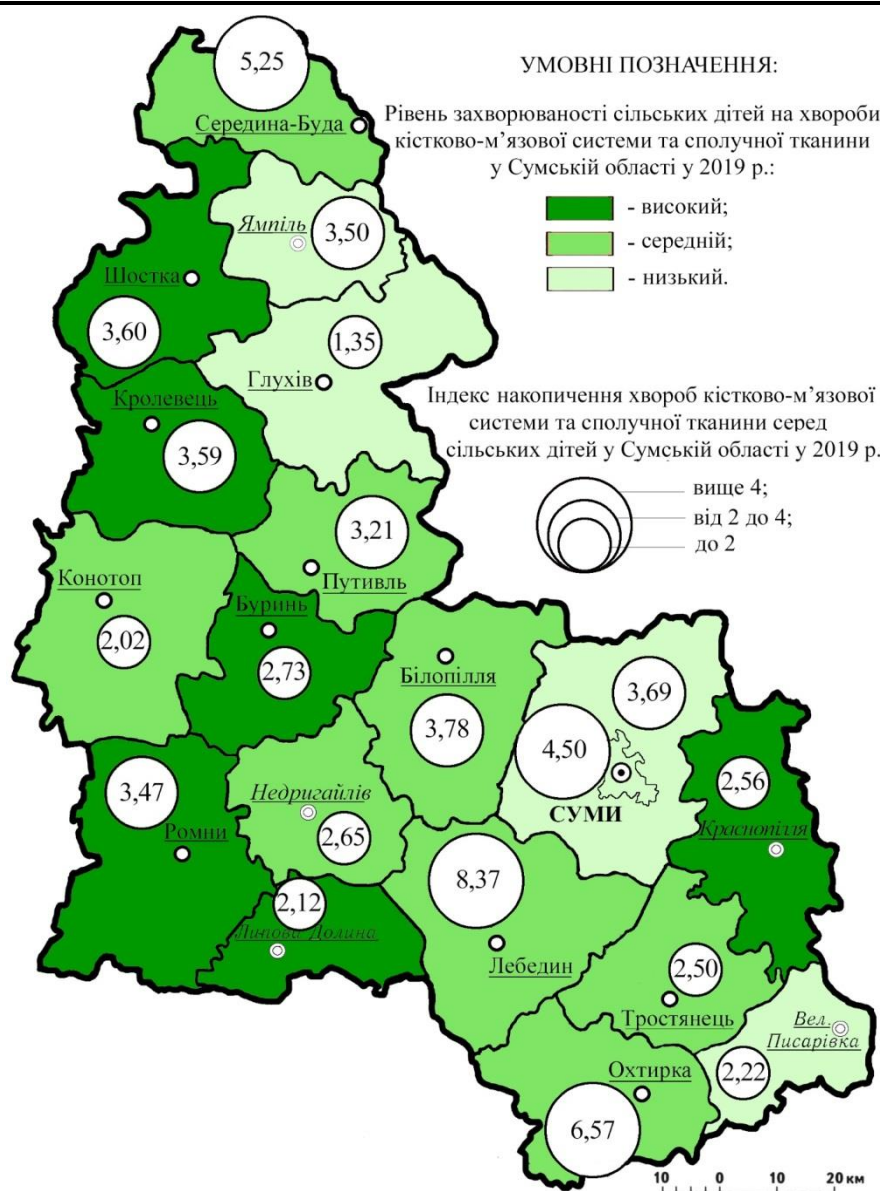 5,25
Середина-Буда
УМОВНІ ПОЗНАЧЕННЯ:
Рівень захворюваності сільських дітей на хвороби
кістково-м’язової системи та сполучної тканини
у Сумській області у 2019 р.:
- високий;
- середній;
- низький.
Ямпіль
3,50
Шостка
3,60
1,35
Глухів
Кролевець
3,59
Індекс накопичення хвороб кістково-м’язової
системи та сполучної тканини серед
сільських дітей у Сумській області у 2019 р.
вище 4;
від 2 до 4;
до 2
3,21
Путивль
Конотоп
2,02
Буринь
2,73
Білопілля
3,78
3,69
4,50
СУМИ
2,56
Краснопілля
3,47
Ромни
Недригайлів
2,65
2,12
Липова Долина
8,37
Лебедин
2,50
Тростянець
Вел.
Писарівка
2,22
Охтирка
6,57
10 0 10 20 км